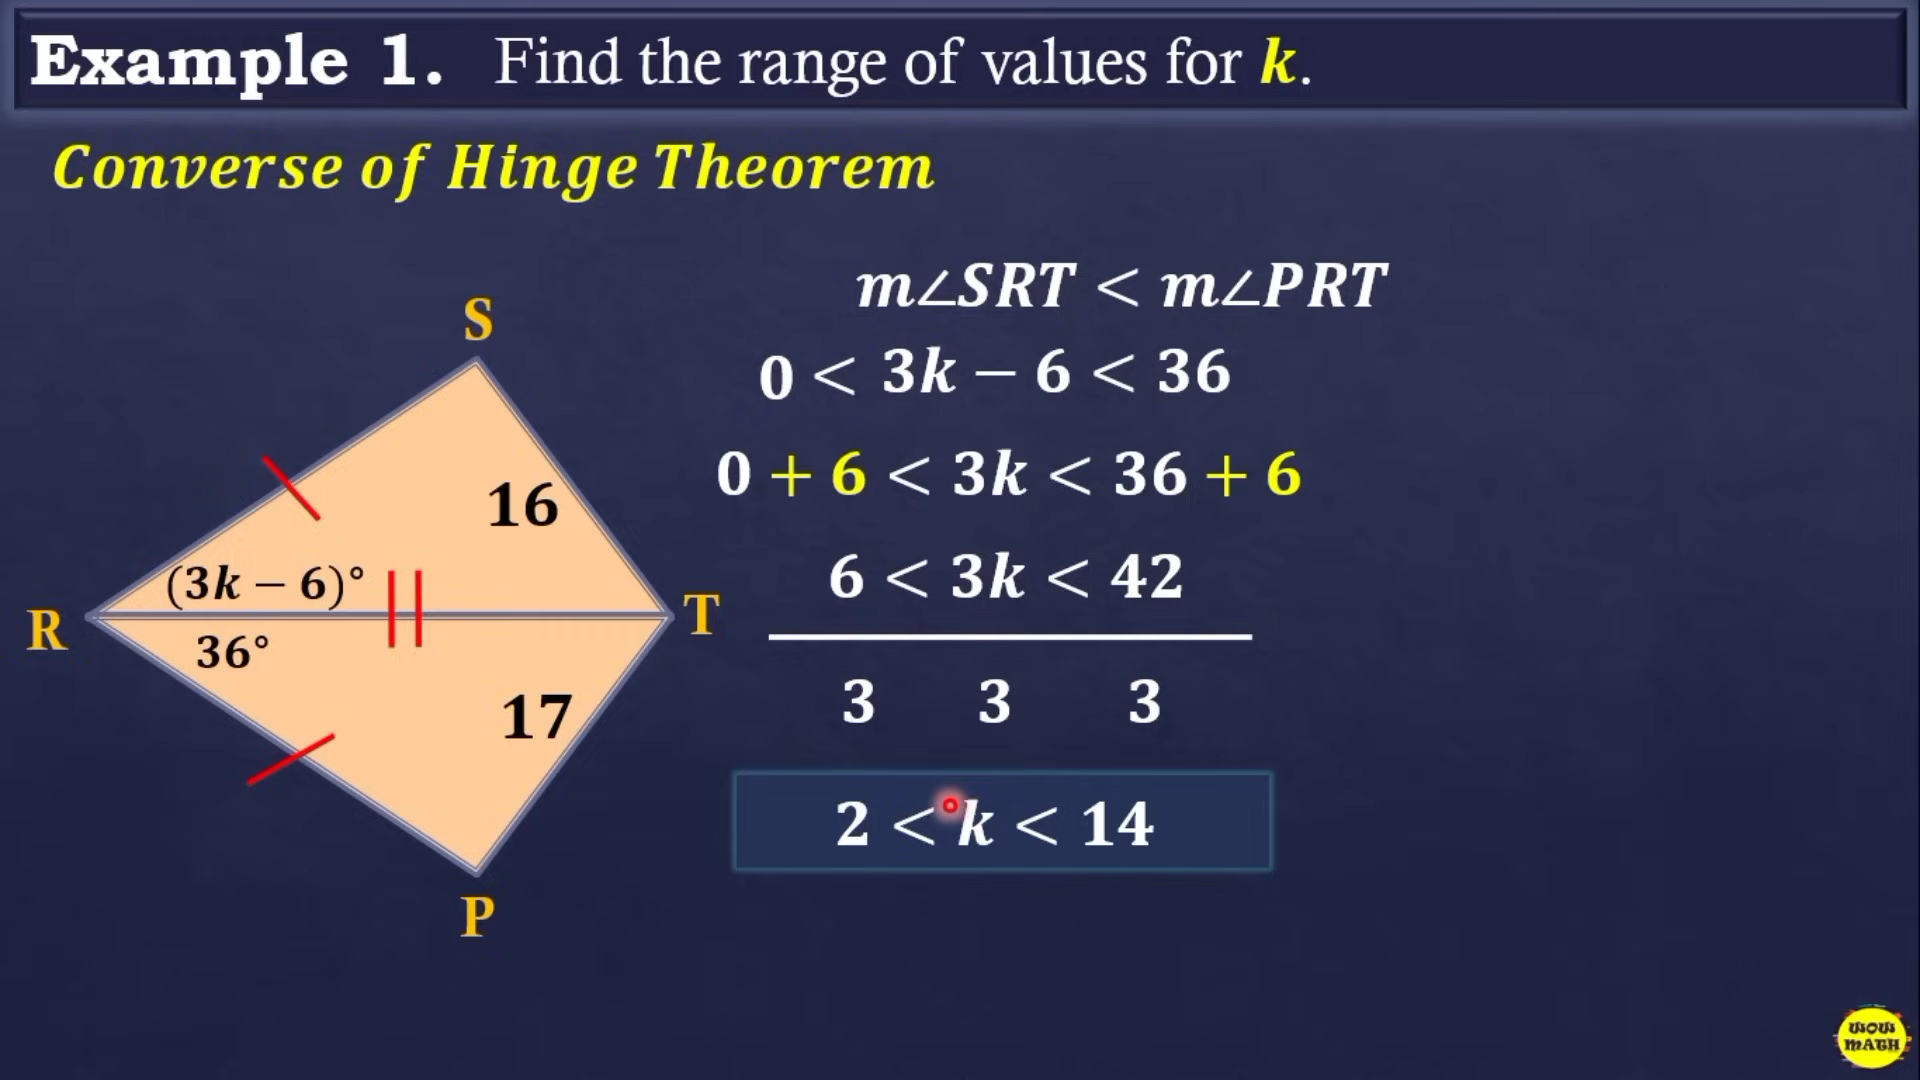 Example 1. Find the range of values for k.
Converse of Hinge Theorem
m∠SRT < m∠PRT
0 < 3k − 6 < 36
0 + 6 < 3k < 36 + 6
6 < 3k < 42
3 3 3
2 < k < 14
S
16
(3k − 6)°
R
T
36°
17
P
WOW
MATH